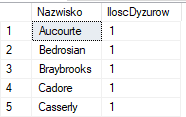 Nazwisko IloscDyzurow
1 Aucourte 1
2 Bedrosian 1
3 Braybrooks 1
4 Cadore 1
5 Casserly 1